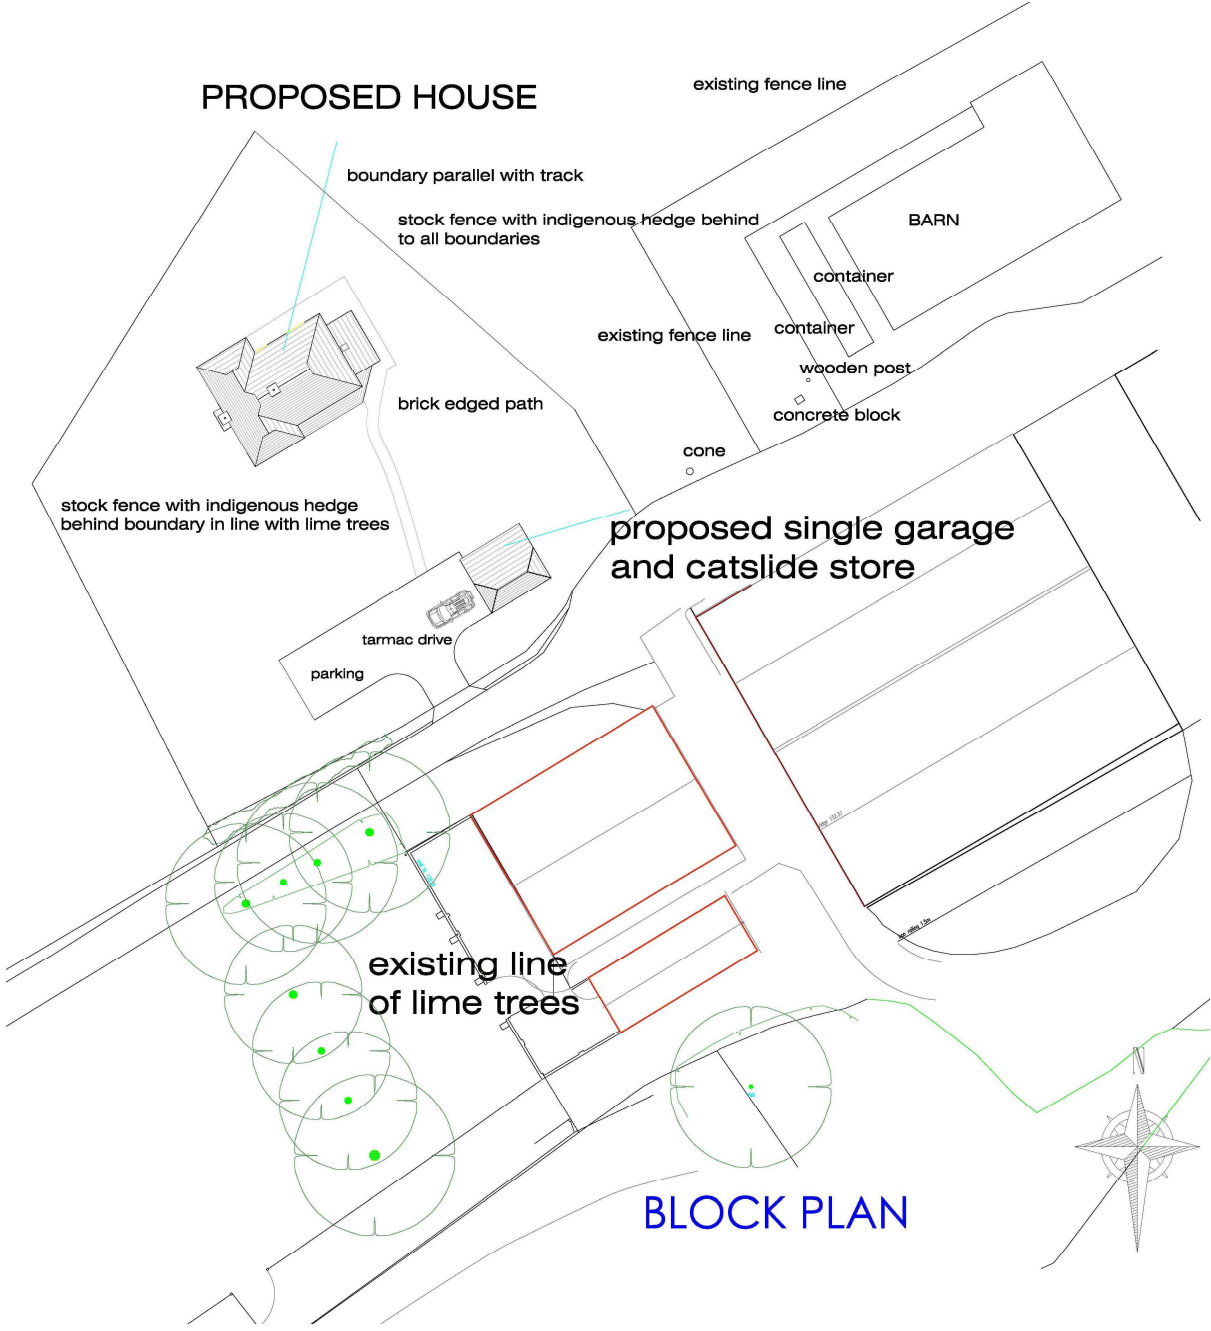 existing fence line
PROPOSED HOUSE
boundary parallel with track
stock fence with indigenous hedge behind
to all boundaries
BARN
container
container
existing fence line
wooden post
concrete block
brick edged path
cone
stock fence with indigenous hedge
behind boundary in line with lime trees
proposed single garage
and catslide store
tarmac drive
parking
existing line
of lime trees
N
BLOCK PLAN